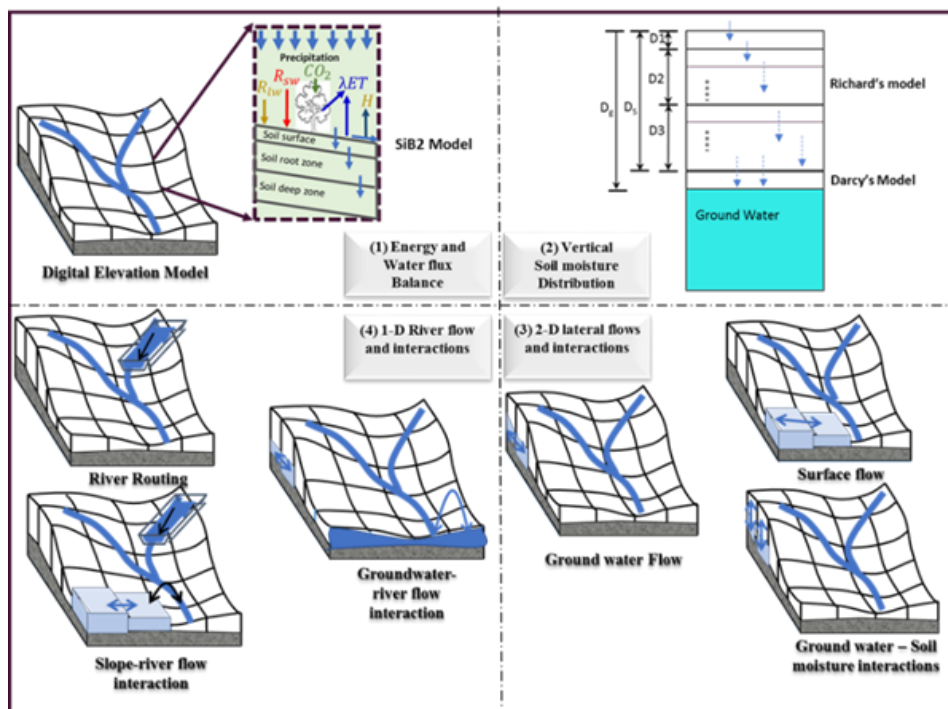 Precipitation
CO₂
R_sw
R_lw
λET
H
Soil surface
Soil root zone
Soil deep zone
SiB2 Model
Digital Elevation Model
(1) Energy and
Water flux
Balance
D1
D2
D3
D_s
D_g
Richard's model
Darcy's Model
Ground Water
(2) Vertical
Soil moisture
Distribution
(4) 1-D River flow
and interactions
River Routing
Slope-river flow
interaction
Groundwater-
river flow
interaction
(3) 2-D lateral flows
and interactions
Ground water Flow
Surface flow
Ground water – Soil
moisture interactions